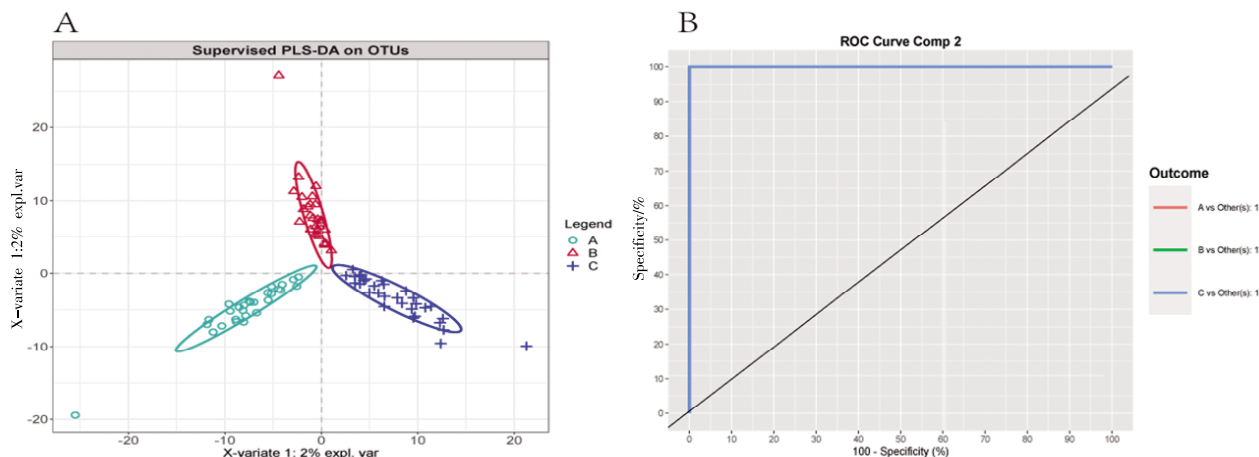 A
Supervised PLS-DA on OTUs
X-variate 1:2% expl.var
20
10
0
-10
-20
-20
-10
0
10
20
X-variate 1: 2% expl. var
Legend
A
B
C
B
ROC Curve Comp 2
Specificity/%
100
90
80
70
60
50
40
30
20
10
0
0
10
20
30
40
50
60
70
80
90
100
100 - Specificity (%)
Outcome
A vs Other(s): 1
B vs Other(s): 1
C vs Other(s): 1